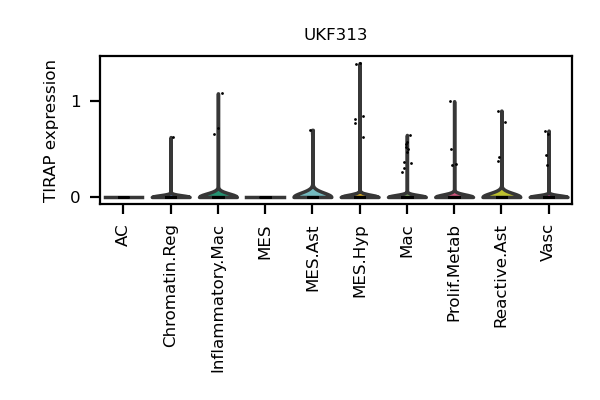 UKF313
TIRAP expression
1
0
AC
Chromatin.Reg
Inflammatory.Mac
MES
MES.Ast
MES.Hyp
Mac
Prolif.Metab
Reactive.Ast
Vasc